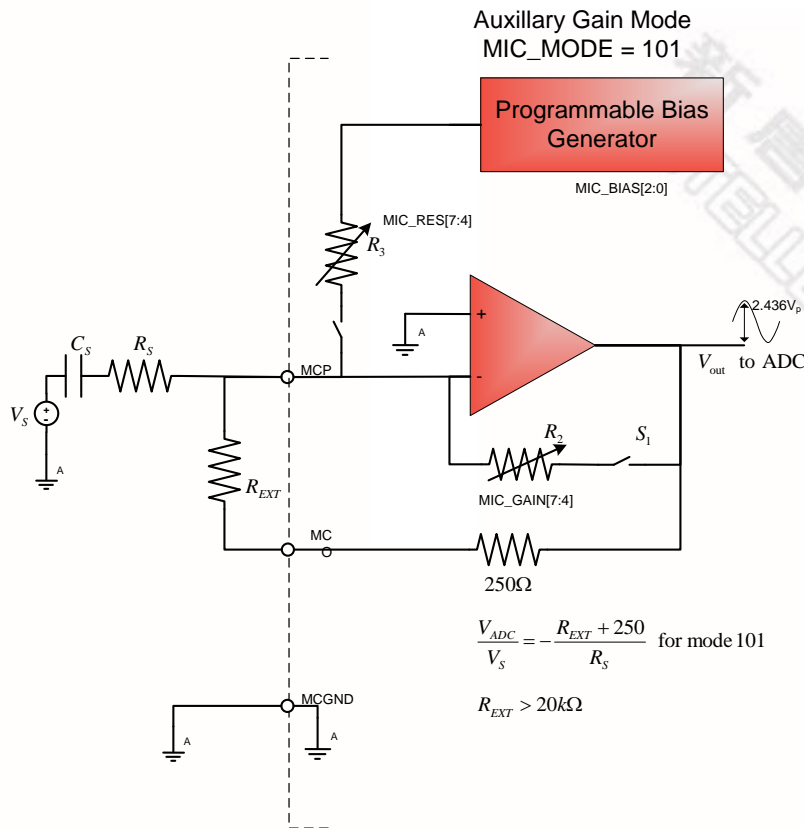 Auxillary Gain Mode
MIC_MODE = 101
Programmable Bias
Generator
MIC_BIAS[2:0]
MIC_RES[7:4]
R3
A
+
-
2.436Vp
Vout to ADC
CS
RS
MCP
VS
+
-
A
REXT
R2
S1
MIC_GAIN[7:4]
MC
O
250Ω
VADC/VS = - (REXT + 250)/RS for mode 101
REXT > 20kΩ
MCGND
A
A
新唐